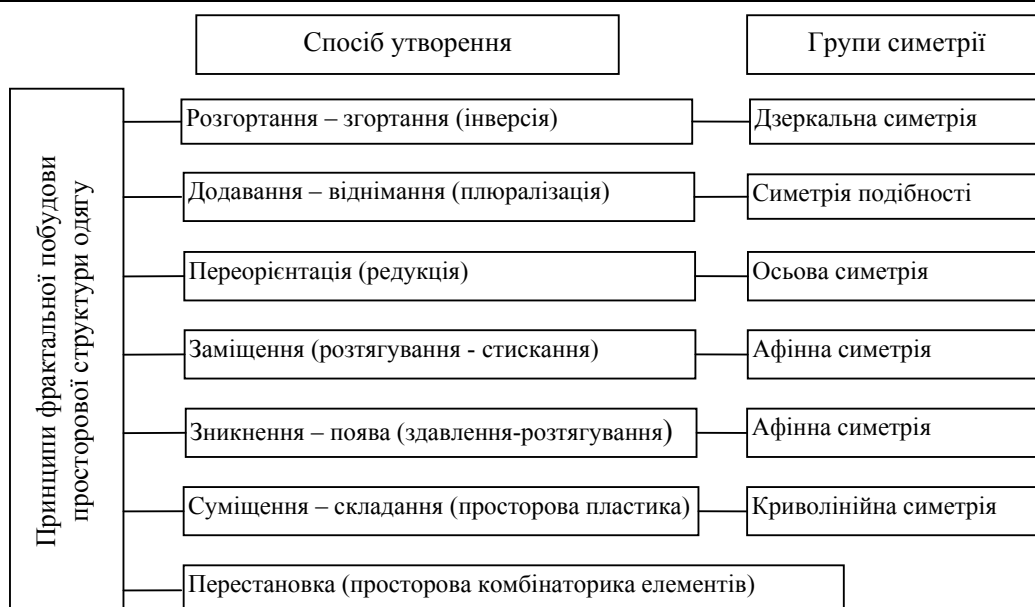 Спосіб утворення
Групи симетрії
Принципи фрактальної побудови
просторової структури одягу
Розгортання – згортання (інверсія)
Дзеркальна симетрія
Додавання – віднімання (плюралізація)
Симетрія подібності
Переорієнтація (редукція)
Осьова симетрія
Заміщення (розтягування - стискання)
Афінна симетрія
Зникнення – поява (здавлення-розтягування)
Афінна симетрія
Суміщення – складання (просторова пластика)
Криволінійна симетрія
Перестановка (просторова комбінаторика елементів)